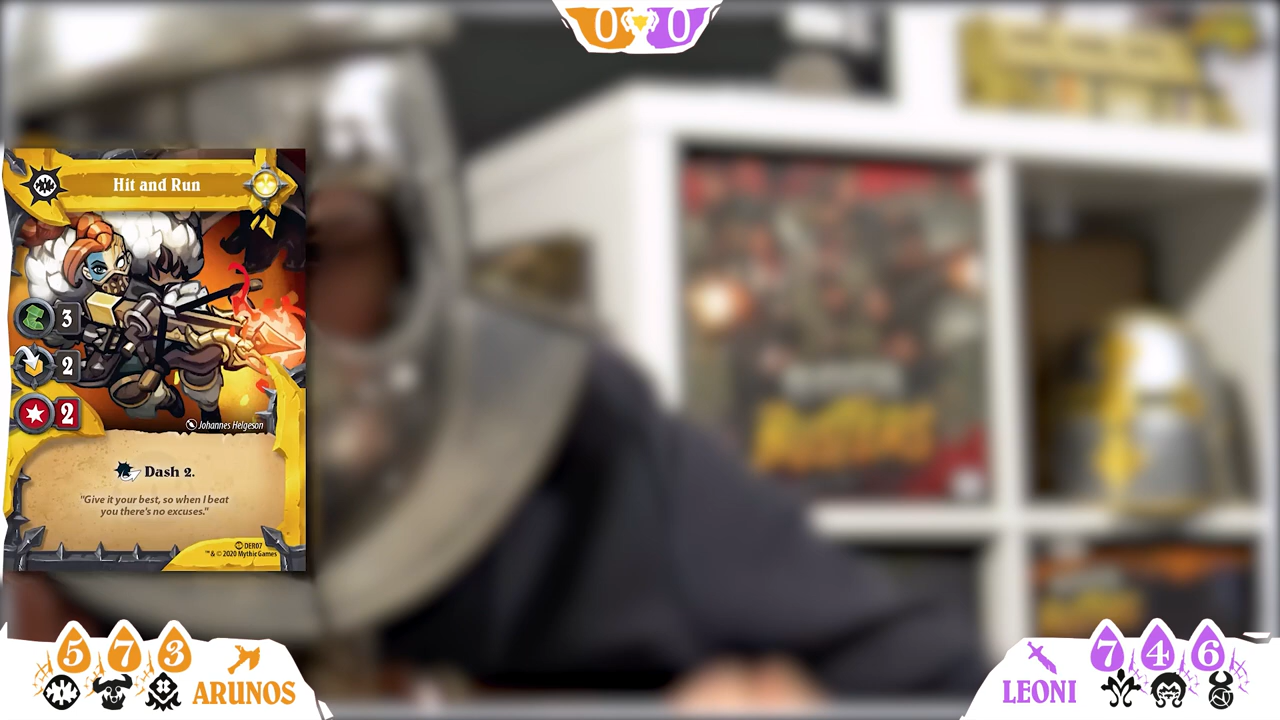 0 0
Hit and Run
3
2
2
Johannes Helgeson
Dash 2.
"Give it your best, so when I beat
you there's no excuses."
DER07
™ & © 2020 Mythic Games
5 7 3
ARUNOS
7 4 6
LEONI